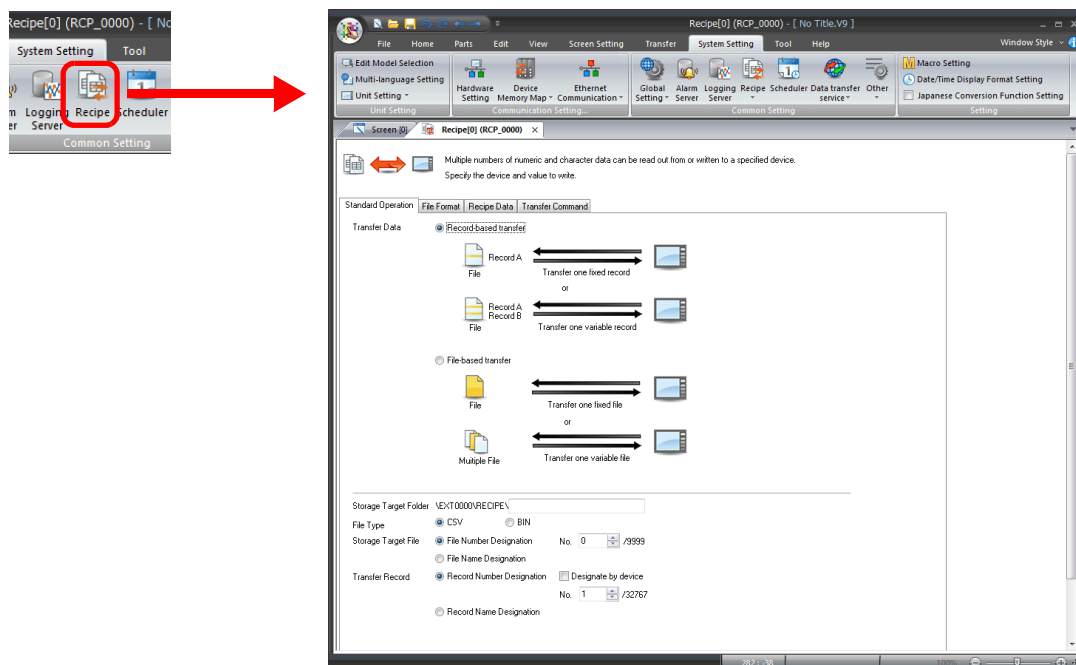 Recipe[0] (RCP_0000) - [ No
System Setting Tool
m Logging Recipe Scheduler
er Server
Common Setting
Recipe[0] (RCP_0000) - [ No Title.V9 ]
File Home Parts Edit View Screen Setting Transfer System Setting Tool Help Window Style
Edit Model Selection
Multi-language Setting
Unit Setting
Unit Setting
Hardware Setting
Device Memory Map
Ethernet Communication
Communication Setting...
Global Setting
Alarm Server
Logging Server
Recipe
Scheduler
Data transfer service
Other
Common Setting
Macro Setting
Date/Time Display Format Setting
Japanese Conversion Function Setting
Setting
Screen [0] Recipe[0] (RCP_0000) ×
Multiple numbers of numeric and character data can be read out from or written to a specified device.
Specify the device and value to write.
Standard Operation File Format Recipe Data Transfer Command
Transfer Data Record-based transfer
Record A
File Transfer one fixed record
or
Record A
Record B
File Transfer one variable record
File-based transfer
File Transfer one fixed file
or
Multiple File Transfer one variable file
Storage Target Folder \EXT0000\RECIPE\
File Type CSV BIN
Storage Target File File Number Designation No. 0 /9999
File Name Designation
Transfer Record Record Number Designation Designate by device
No. 1 /32767
Record Name Designation
282 : -38 100%